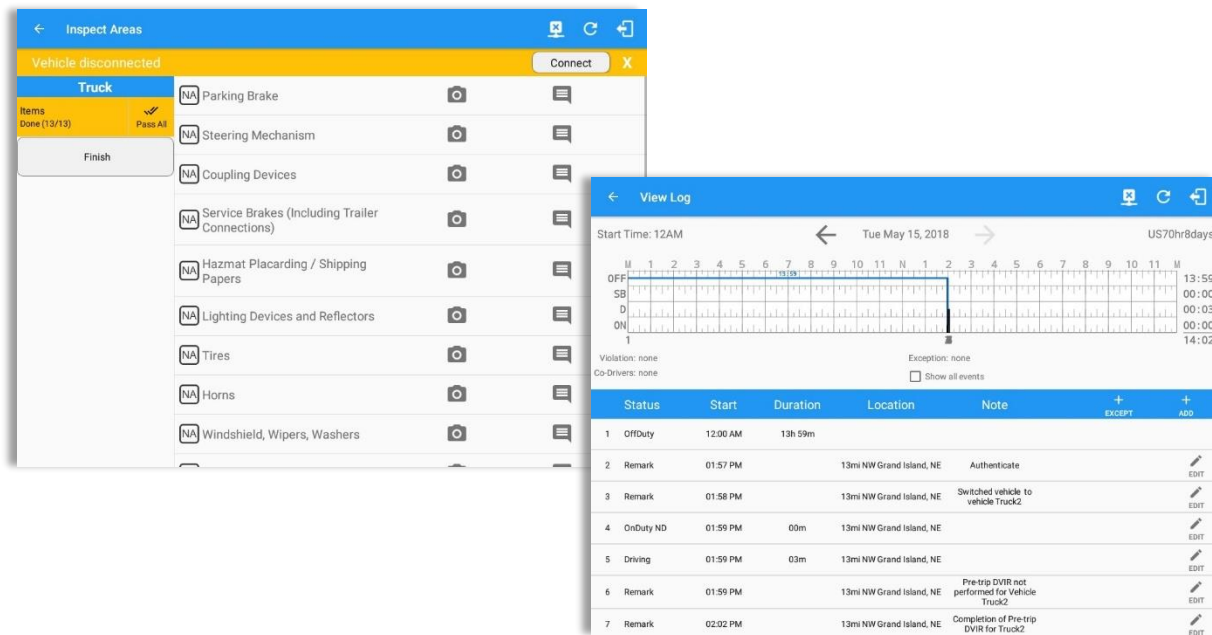 Inspect Areas
Vehicle disconnected
Connect X
Truck
Items
Done (13/13)
Pass All
Finish
NA Parking Brake
NA Steering Mechanism
NA Coupling Devices
NA Service Brakes (Including Trailer
Connections)
NA Hazmat Placarding / Shipping
Papers
NA Lighting Devices and Reflectors
NA Tires
NA Horns
NA Windshield, Wipers, Washers
View Log
Start Time: 12AM Tue May 15, 2018 US70hr8days
M 1 2 3 4 5 6 7 8 9 10 11 N 1 2 3 4 5 6 7 8 9 10 11 M
OFF 13:59 13:59
SB 00:00
D 00:03
ON 00:00
1 14:02
Violation: none Exception: none
Co-Drivers: none Show all events
Status Start Duration Location Note + EXCEPT + ADD
1 OffDuty 12:00 AM 13h 59m
2 Remark 01:57 PM 13mi NW Grand Island, NE Authenticate EDIT
3 Remark 01:58 PM 13mi NW Grand Island, NE Switched vehicle to
vehicle Truck2 EDIT
4 OnDuty ND 01:59 PM 00m 13mi NW Grand Island, NE EDIT
5 Driving 01:59 PM 03m 13mi NW Grand Island, NE EDIT
6 Remark 01:59 PM 13mi NW Grand Island, NE Pre-trip DVIR not
performed for Vehicle
Truck2 EDIT
7 Remark 02:02 PM 13mi NW Grand Island, NE Completion of Pre-trip
DVIR for Truck2 EDIT